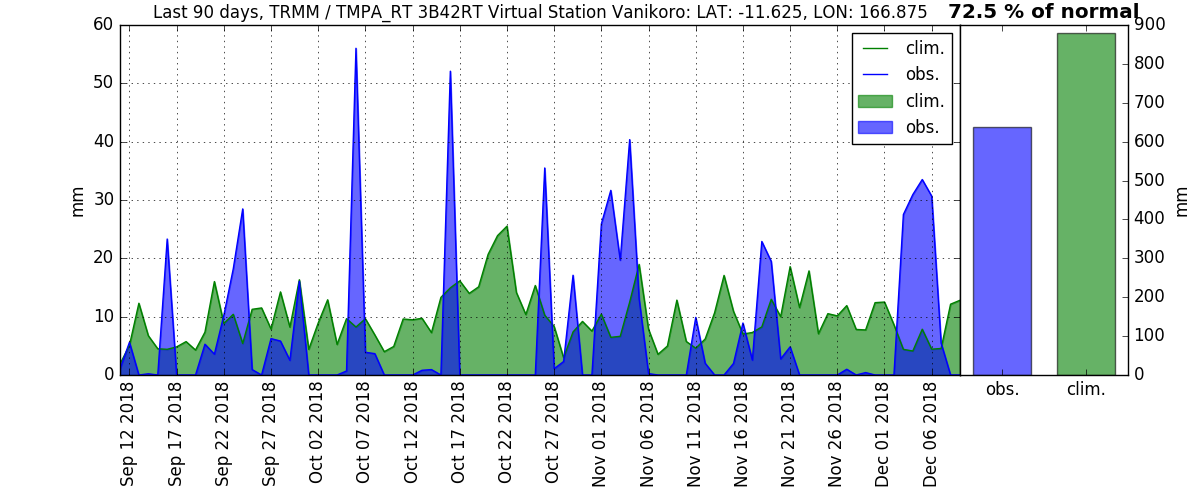 Last 90 days, TRMM / TMPA_RT 3B42RT Virtual Station Vanikoro: LAT: -11.625, LON: 166.875
72.5 % of normal
60
50
40
30
20
10
0
mm
clim.
obs.
clim.
obs.
900
800
700
600
500
400
300
200
100
0
mm
obs.
clim.
Sep 12 2018
Sep 17 2018
Sep 22 2018
Sep 27 2018
Oct 02 2018
Oct 07 2018
Oct 12 2018
Oct 17 2018
Oct 22 2018
Oct 27 2018
Nov 01 2018
Nov 06 2018
Nov 11 2018
Nov 16 2018
Nov 21 2018
Nov 26 2018
Dec 01 2018
Dec 06 2018